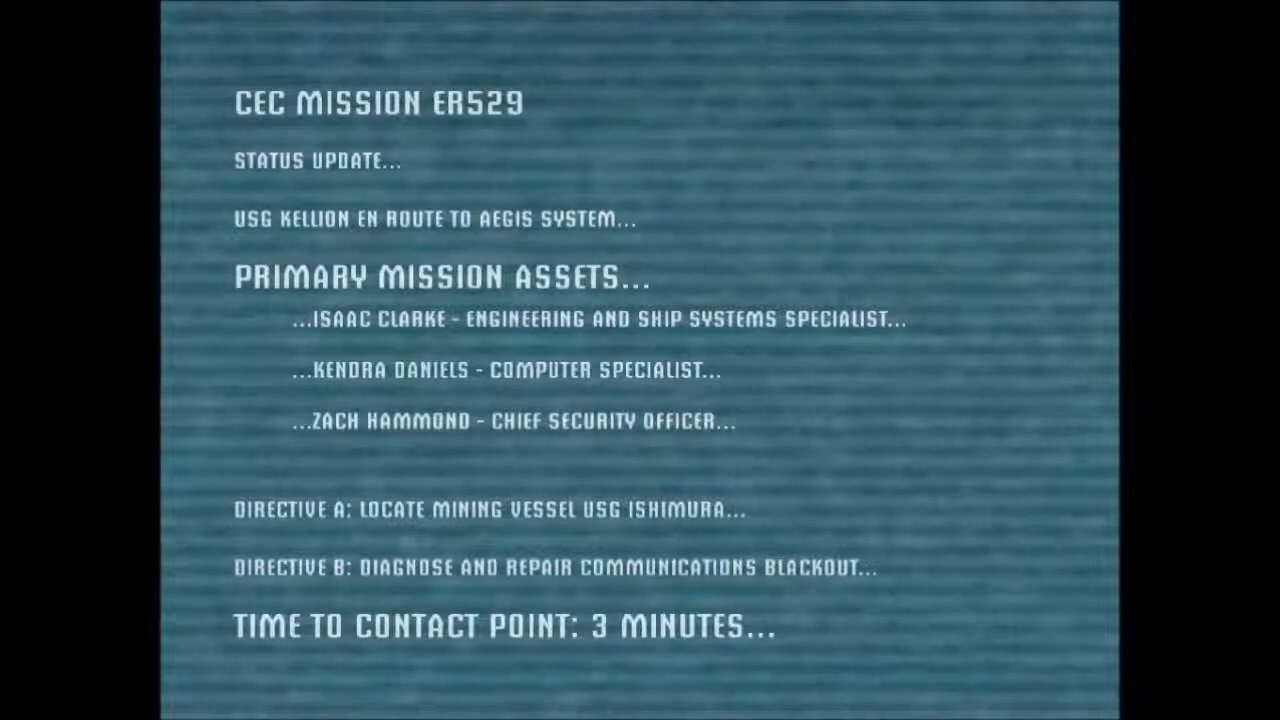 CEC MISSION ER529
STATUS UPDATE...
USG KELLION EN ROUTE TO AEGIS SYSTEM...
PRIMARY MISSION ASSETS...
...ISAAC CLARKE - ENGINEERING AND SHIP SYSTEMS SPECIALIST...
...KENDRA DANIELS - COMPUTER SPECIALIST...
...ZACH HAMMOND - CHIEF SECURITY OFFICER...
DIRECTIVE A: LOCATE MINING VESSEL USG ISHIMURA...
DIRECTIVE B: DIAGNOSE AND REPAIR COMMUNICATIONS BLACKOUT...
TIME TO CONTACT POINT: 3 MINUTES...